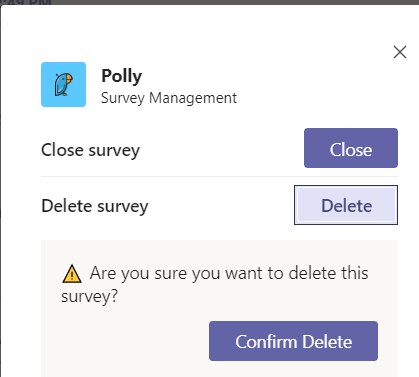 Polly
Survey Management
Close survey
Close
Delete survey
Delete
Are you sure you want to delete this
survey?
Confirm Delete